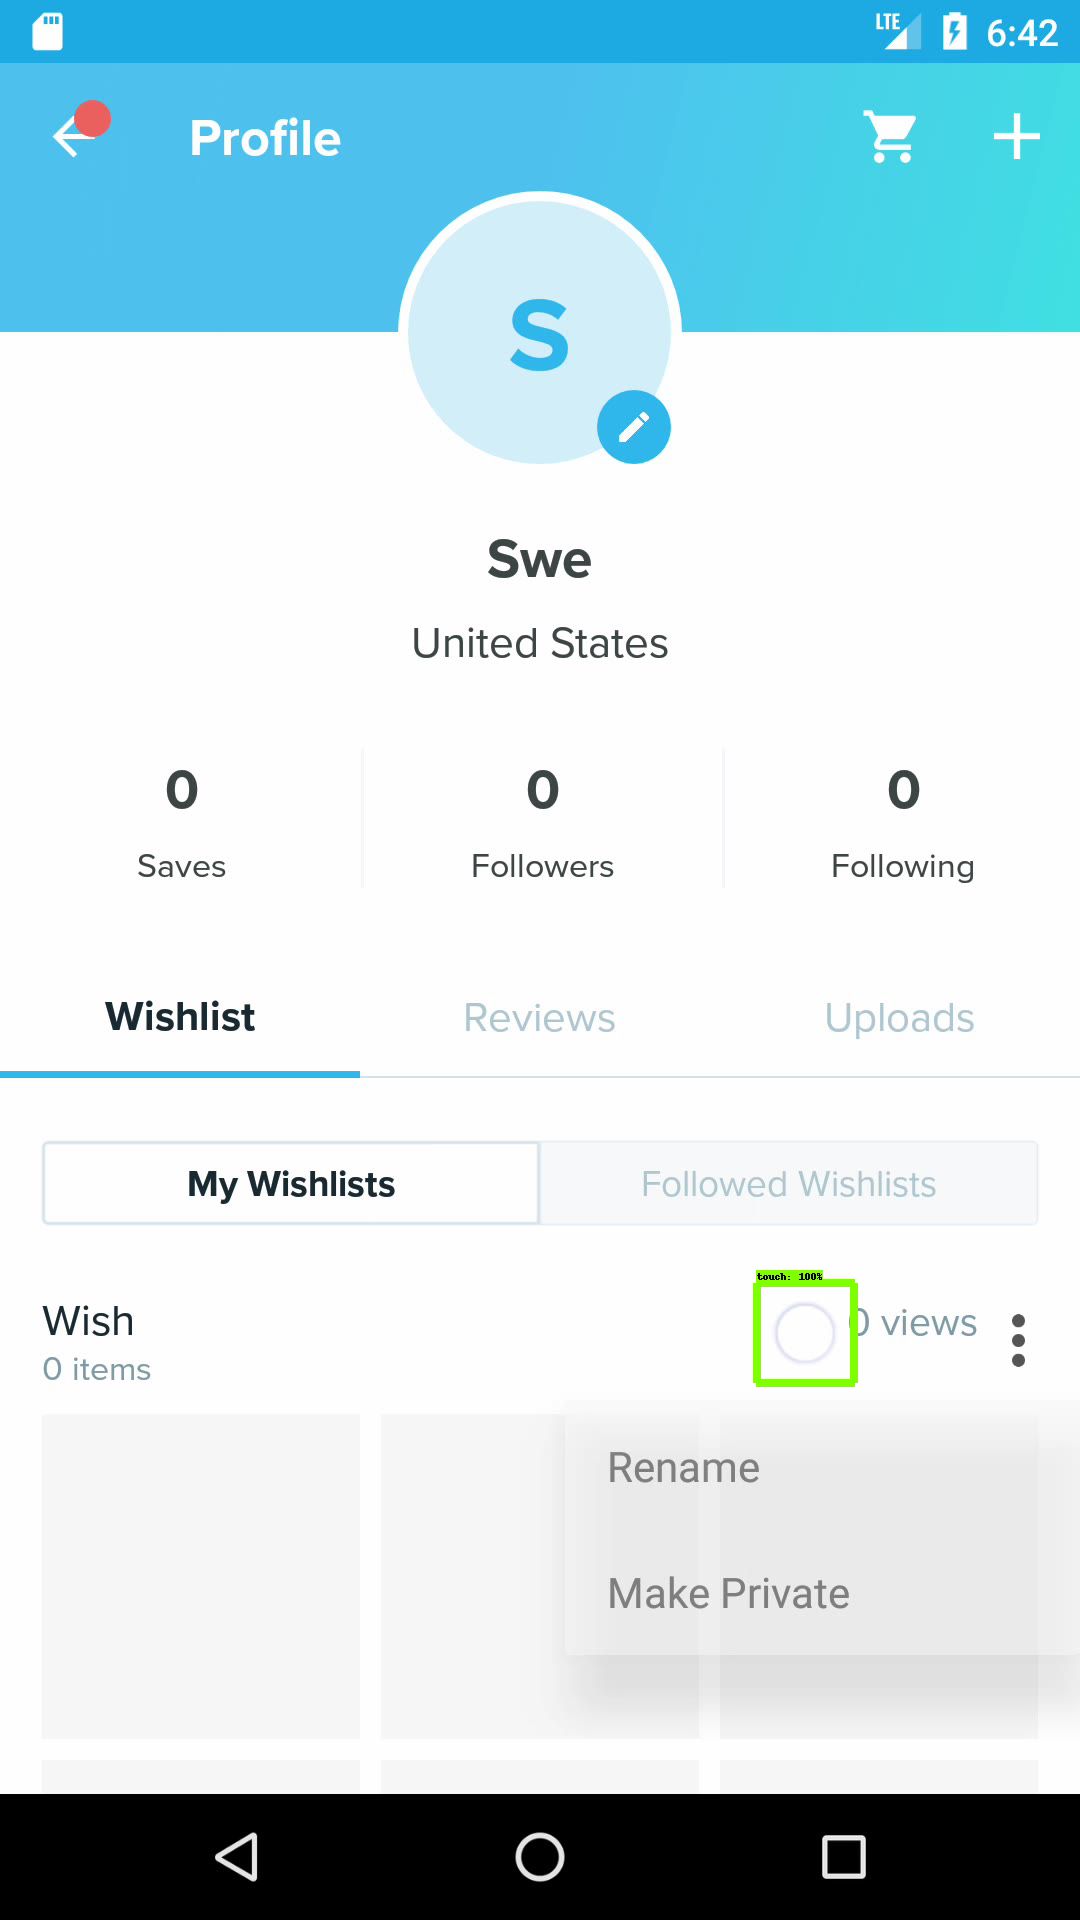 LTE 6:42
Profile
S
Swe
United States
0 0 0
Saves Followers Following
Wishlist Reviews Uploads
My Wishlists Followed Wishlists
touch: 100%
Wish 0 views
0 items
Rename
Make Private